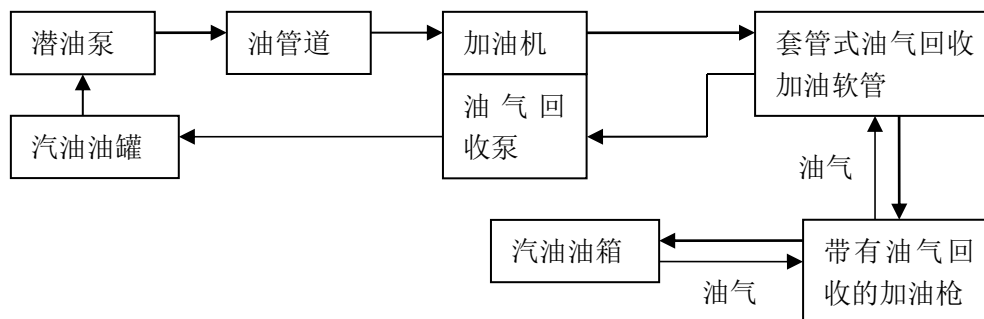 潜油泵
油管道
加油机
套管式油气回收
加油软管
油气回
收泵
汽油油罐
油气
汽油油箱
带有油气回
收的加油枪
油气